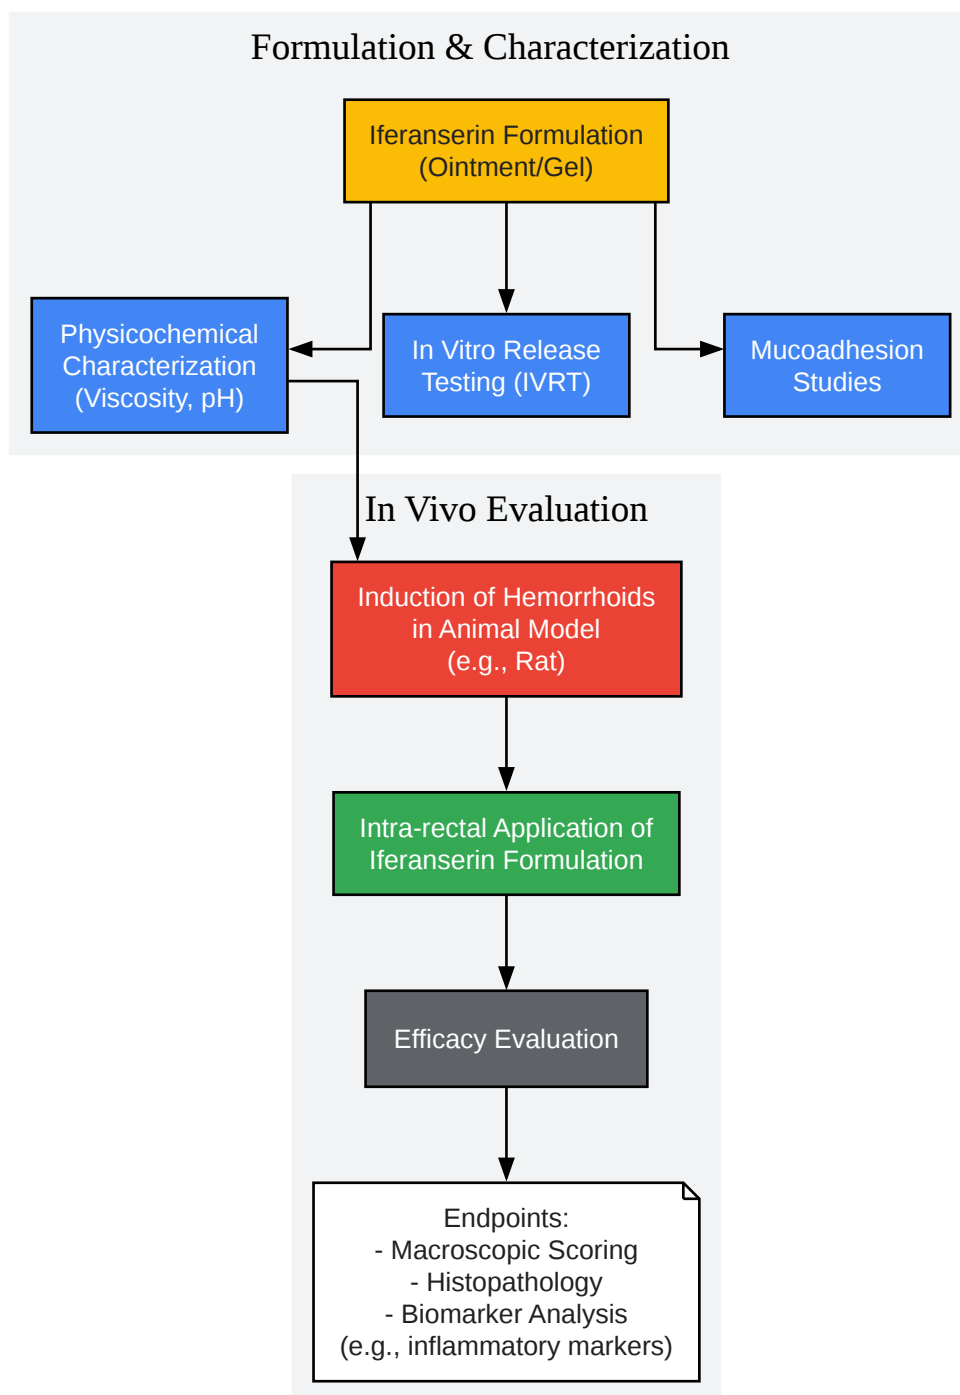 Formulation & Characterization
Iferanserin Formulation
(Ointment/Gel)
Physicochemical
Characterization
(Viscosity, pH)
In Vitro Release
Testing (IVRT)
Mucoadhesion
Studies
In Vivo Evaluation
Induction of Hemorrhoids
in Animal Model
(e.g., Rat)
Intra-rectal Application of
Iferanserin Formulation
Efficacy Evaluation
Endpoints:
- Macroscopic Scoring
- Histopathology
- Biomarker Analysis
(e.g., inflammatory markers)